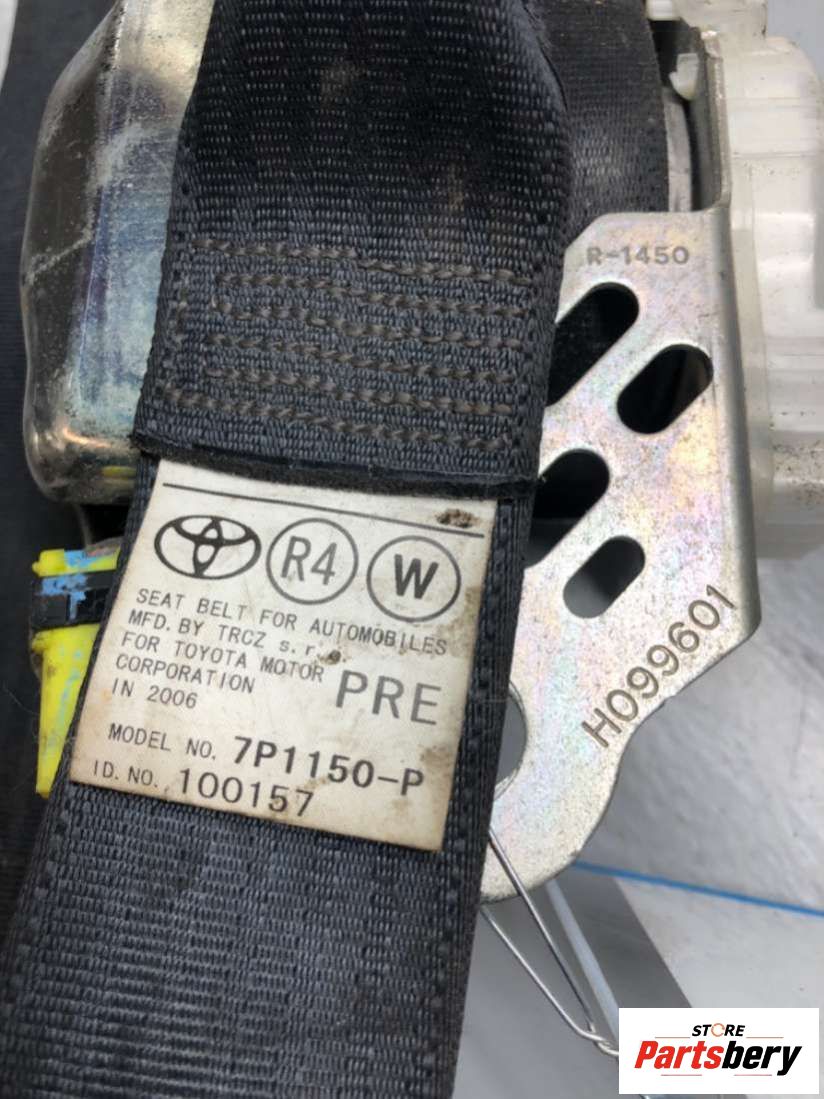 R-1450
R4 W
SEAT BELT FOR AUTOMOBILES
MFD. BY TRCZ s.r.o.
FOR TOYOTA MOTOR
CORPORATION
IN 2006
PRE
MODEL NO. 7P1150-P
ID. NO. 100157
H099601
STORE
Partsbery